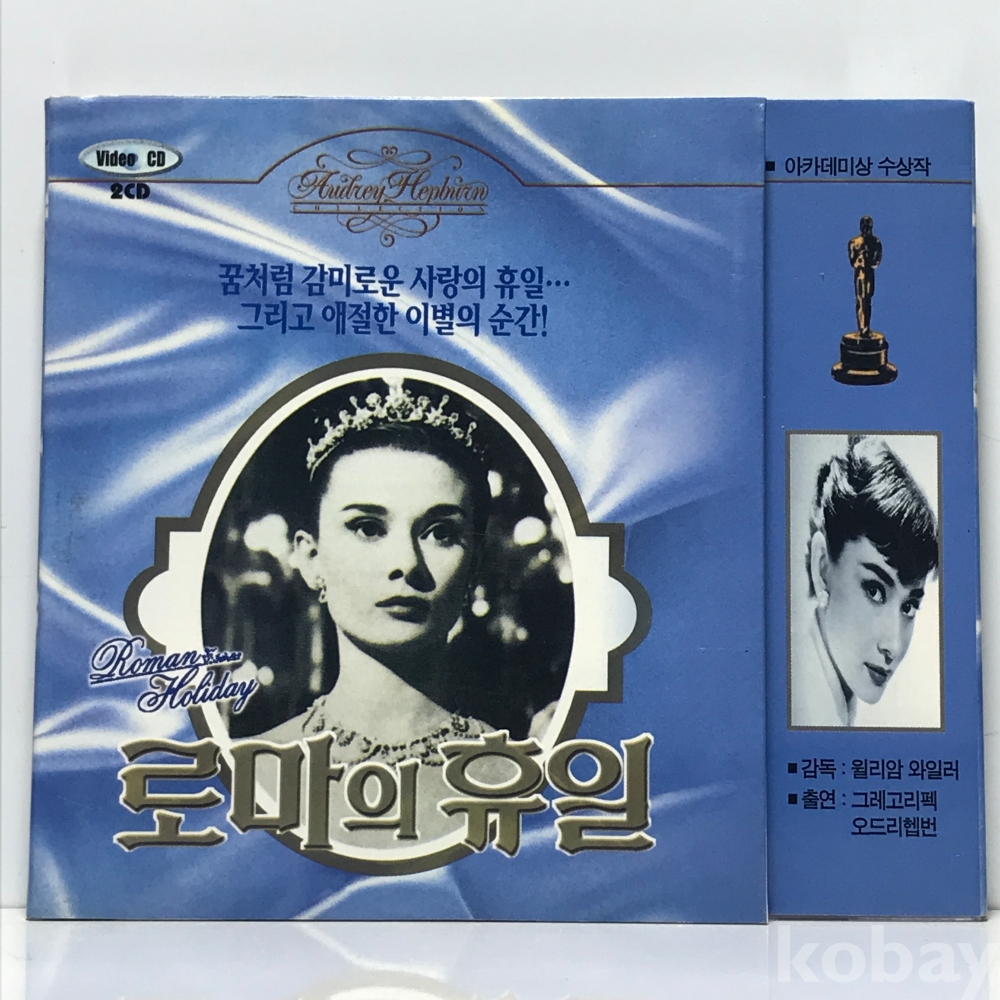 Video CD
2CD
Audrey Hepburn
COLLECTION
꿈처럼 감미로운 사랑의 휴일…
그리고 애절한 이별의 순간!
Roman
Holiday
로마의 휴일
■ 아카데미상 수상작
■ 감독 : 윌리암 와일러
■ 출연 : 그레고리펙
오드리헵번
kobay